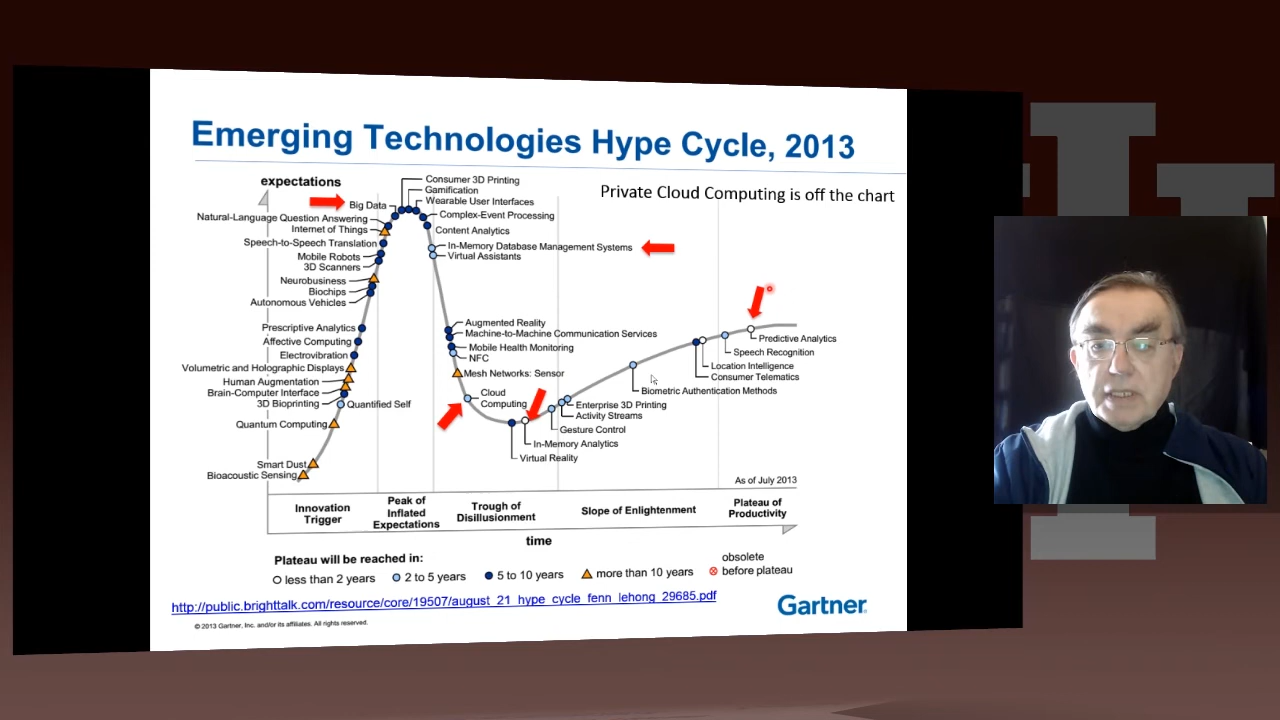 Emerging Technologies Hype Cycle, 2013
expectations
Private Cloud Computing is off the chart
Consumer 3D Printing
Gamification
Wearable User Interfaces
Big Data
Complex-Event Processing
Natural-Language Question Answering
Internet of Things
Content Analytics
Speech-to-Speech Translation
In-Memory Database Management Systems
Virtual Assistants
Mobile Robots
3D Scanners
Neurobusiness
Biochips
Autonomous Vehicles
Prescriptive Analytics
Affective Computing
Electrovibration
Volumetric and Holographic Displays
Human Augmentation
Brain-Computer Interface
3D Bioprinting
Quantified Self
Quantum Computing
Smart Dust
Bioacoustic Sensing
Augmented Reality
Machine-to-Machine Communication Services
Mobile Health Monitoring
NFC
Mesh Networks: Sensor
Cloud
Computing
Predictive Analytics
Speech Recognition
Location Intelligence
Consumer Telematics
Biometric Authentication Methods
Enterprise 3D Printing
Activity Streams
Gesture Control
In-Memory Analytics
Virtual Reality
As of July 2013
Innovation
Trigger
Peak of
Inflated
Expectations
Trough of
Disillusionment
Slope of Enlightenment
Plateau of
Productivity
time
Plateau will be reached in:
less than 2 years
2 to 5 years
5 to 10 years
more than 10 years
obsolete
before plateau
http://public.brighttalk.com/resource/core/19507/august_21_hype_cycle_fenn_lehong_29685.pdf
Gartner
© 2013 Gartner, Inc. and/or its affiliates. All rights reserved.